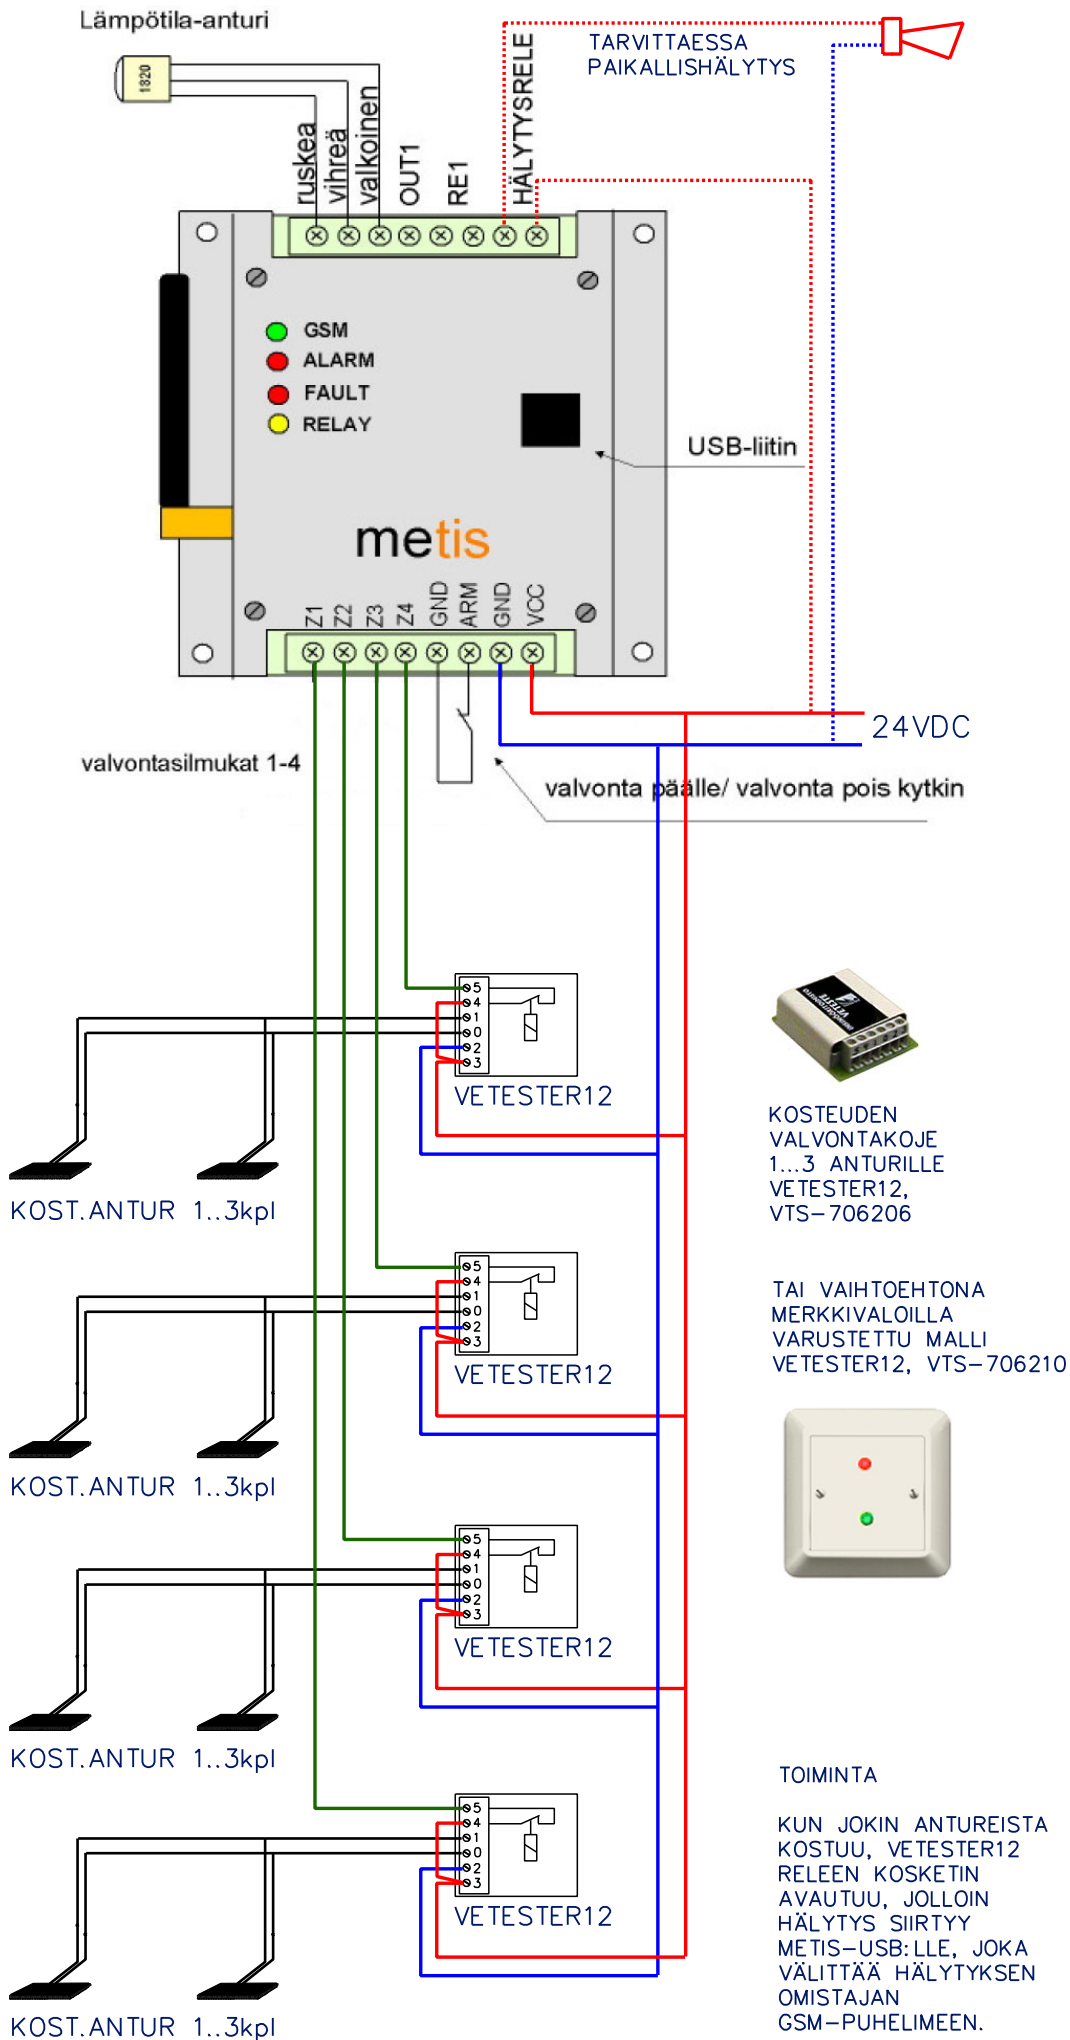 Lämpötila-anturi
1820
ruskea
vihreä
valkoinen
OUT1
RE1
HÄLYTYSRELE
TARVITTAESSA
PAIKALLISHÄLYTYS
GSM
ALARM
FAULT
RELAY
USB-liitin
metis
Z1
Z2
Z3
Z4
GND
ARM
GND
VCC
24VDC
valvontasilmukat 1-4
valvonta päälle/ valvonta pois kytkin
5
4
1
0
2
3
VETESTER12
KOST.ANTUR 1..3kpl
VETESTE
KOSTEUDEN
VALVONTAKOJE
1...3 ANTURILLE
VETESTER12,
VTS-706206
5
4
1
0
2
3
VETESTER12
KOST.ANTUR 1..3kpl
TAI VAIHTOEHTONA
MERKKIVALOILLA
VARUSTETTU MALLI
VETESTER12, VTS-706210
5
4
1
0
2
3
VETESTER12
KOST.ANTUR 1..3kpl
5
4
1
0
2
3
VETESTER12
KOST.ANTUR 1..3kpl
TOIMINTA
KUN JOKIN ANTUREISTA
KOSTUU, VETESTER12
RELEEN KOSKETIN
AVAUTUU, JOLLOIN
HÄLYTYS SIIRTYY
METIS-USB:LLE, JOKA
VÄLITTÄÄ HÄLYTYKSEN
OMISTAJAN
GSM-PUHELIMEEN.